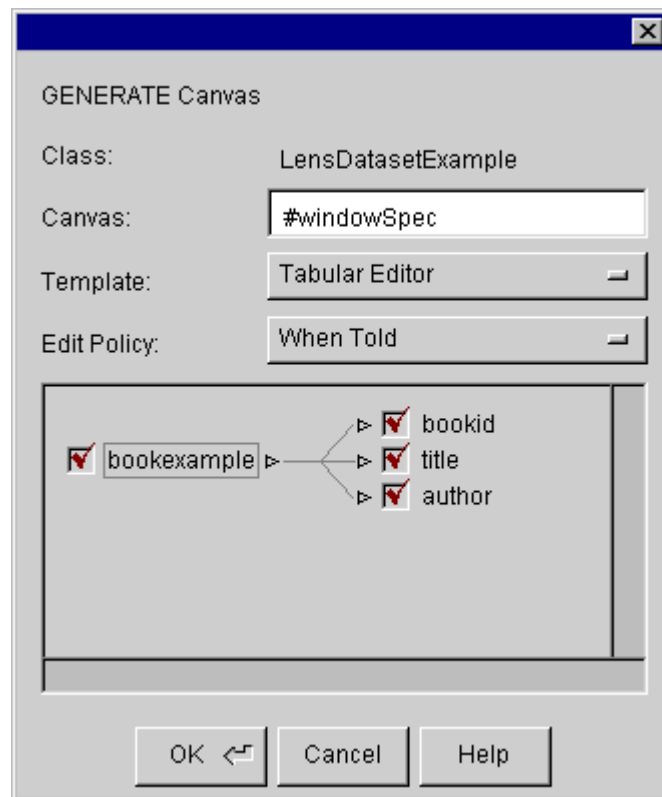 GENERATE Canvas
Class: LensDatasetExample
Canvas: #windowSpec
Template: Tabular Editor
Edit Policy: When Told
bookid
bookexample title
author
OK Cancel Help